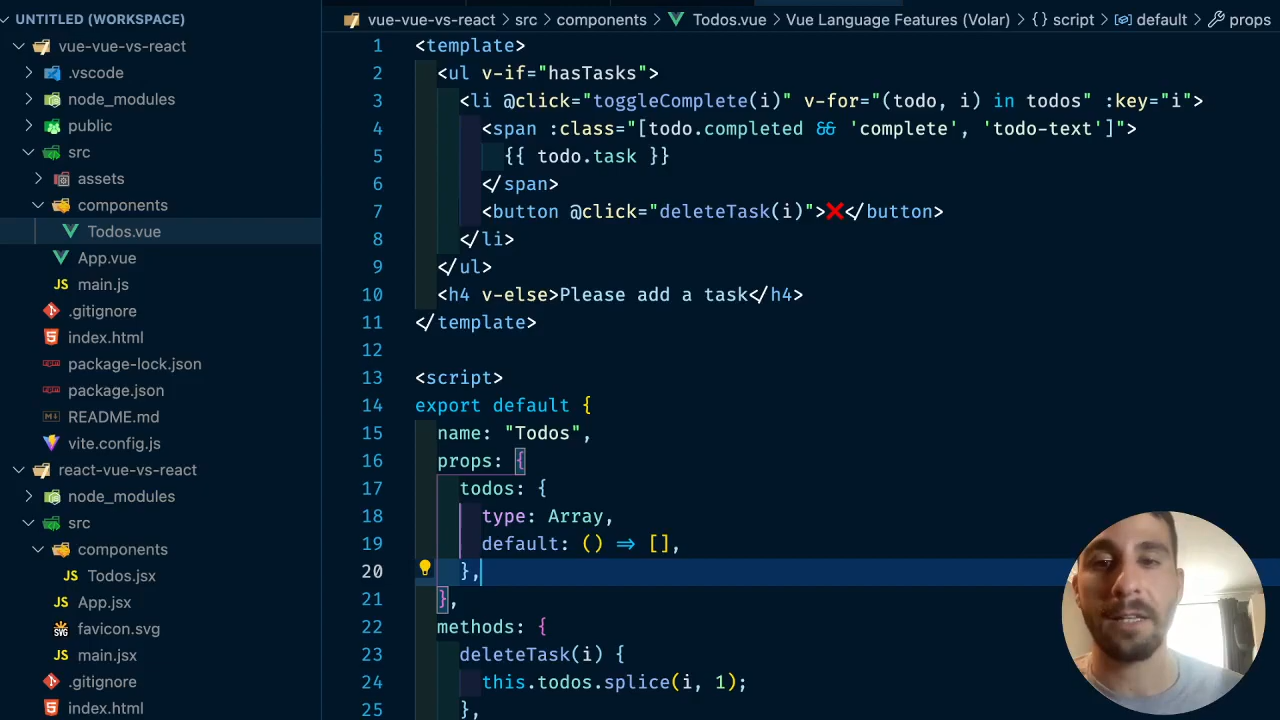 UNTITLED (WORKSPACE)
vue-vue-vs-react
.vscode
node_modules
public
src
assets
components
Todos.vue
App.vue
main.js
.gitignore
index.html
package-lock.json
package.json
README.md
vite.config.js
react-vue-vs-react
node_modules
src
components
Todos.jsx
App.jsx
favicon.svg
main.jsx
.gitignore
index.html
vue-vue-vs-react > src > components > Todos.vue > Vue Language Features (Volar) > {} script > default > props
1 <template>
2 <ul v-if="hasTasks">
3 <li @click="toggleComplete(i)" v-for="(todo, i) in todos" :key="i">
4 <span :class="[todo.completed && 'complete', 'todo-text']">
5 {{ todo.task }}
6 </span>
7 <button @click="deleteTask(i)">❌</button>
8 </li>
9 </ul>
10 <h4 v-else>Please add a task</h4>
11 </template>
12
13 <script>
14 export default {
15 name: "Todos",
16 props: {
17 todos: {
18 type: Array,
19 default: () => [],
20 },
21 },
22 methods: {
23 deleteTask(i) {
24 this.todos.splice(i, 1);
25 },